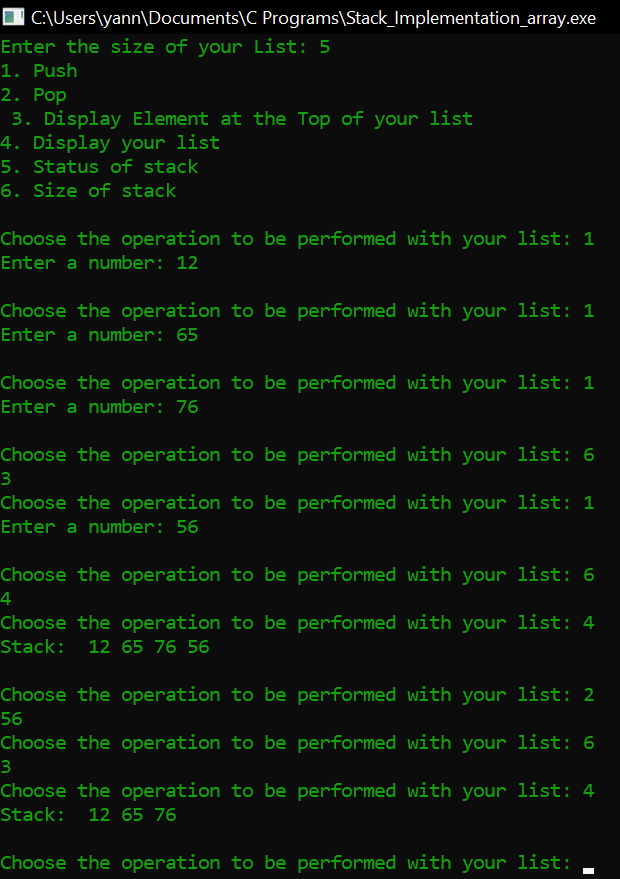 C:\Users\yann\Documents\C Programs\Stack_Implementation_array.exe
Enter the size of your List: 5
1. Push
2. Pop
 3. Display Element at the Top of your list
4. Display your list
5. Status of stack
6. Size of stack

Choose the operation to be performed with your list: 1
Enter a number: 12

Choose the operation to be performed with your list: 1
Enter a number: 65

Choose the operation to be performed with your list: 1
Enter a number: 76

Choose the operation to be performed with your list: 6
3
Choose the operation to be performed with your list: 1
Enter a number: 56

Choose the operation to be performed with your list: 6
4
Choose the operation to be performed with your list: 4
Stack:  12 65 76 56

Choose the operation to be performed with your list: 2
56
Choose the operation to be performed with your list: 6
3
Choose the operation to be performed with your list: 4
Stack:  12 65 76

Choose the operation to be performed with your list: